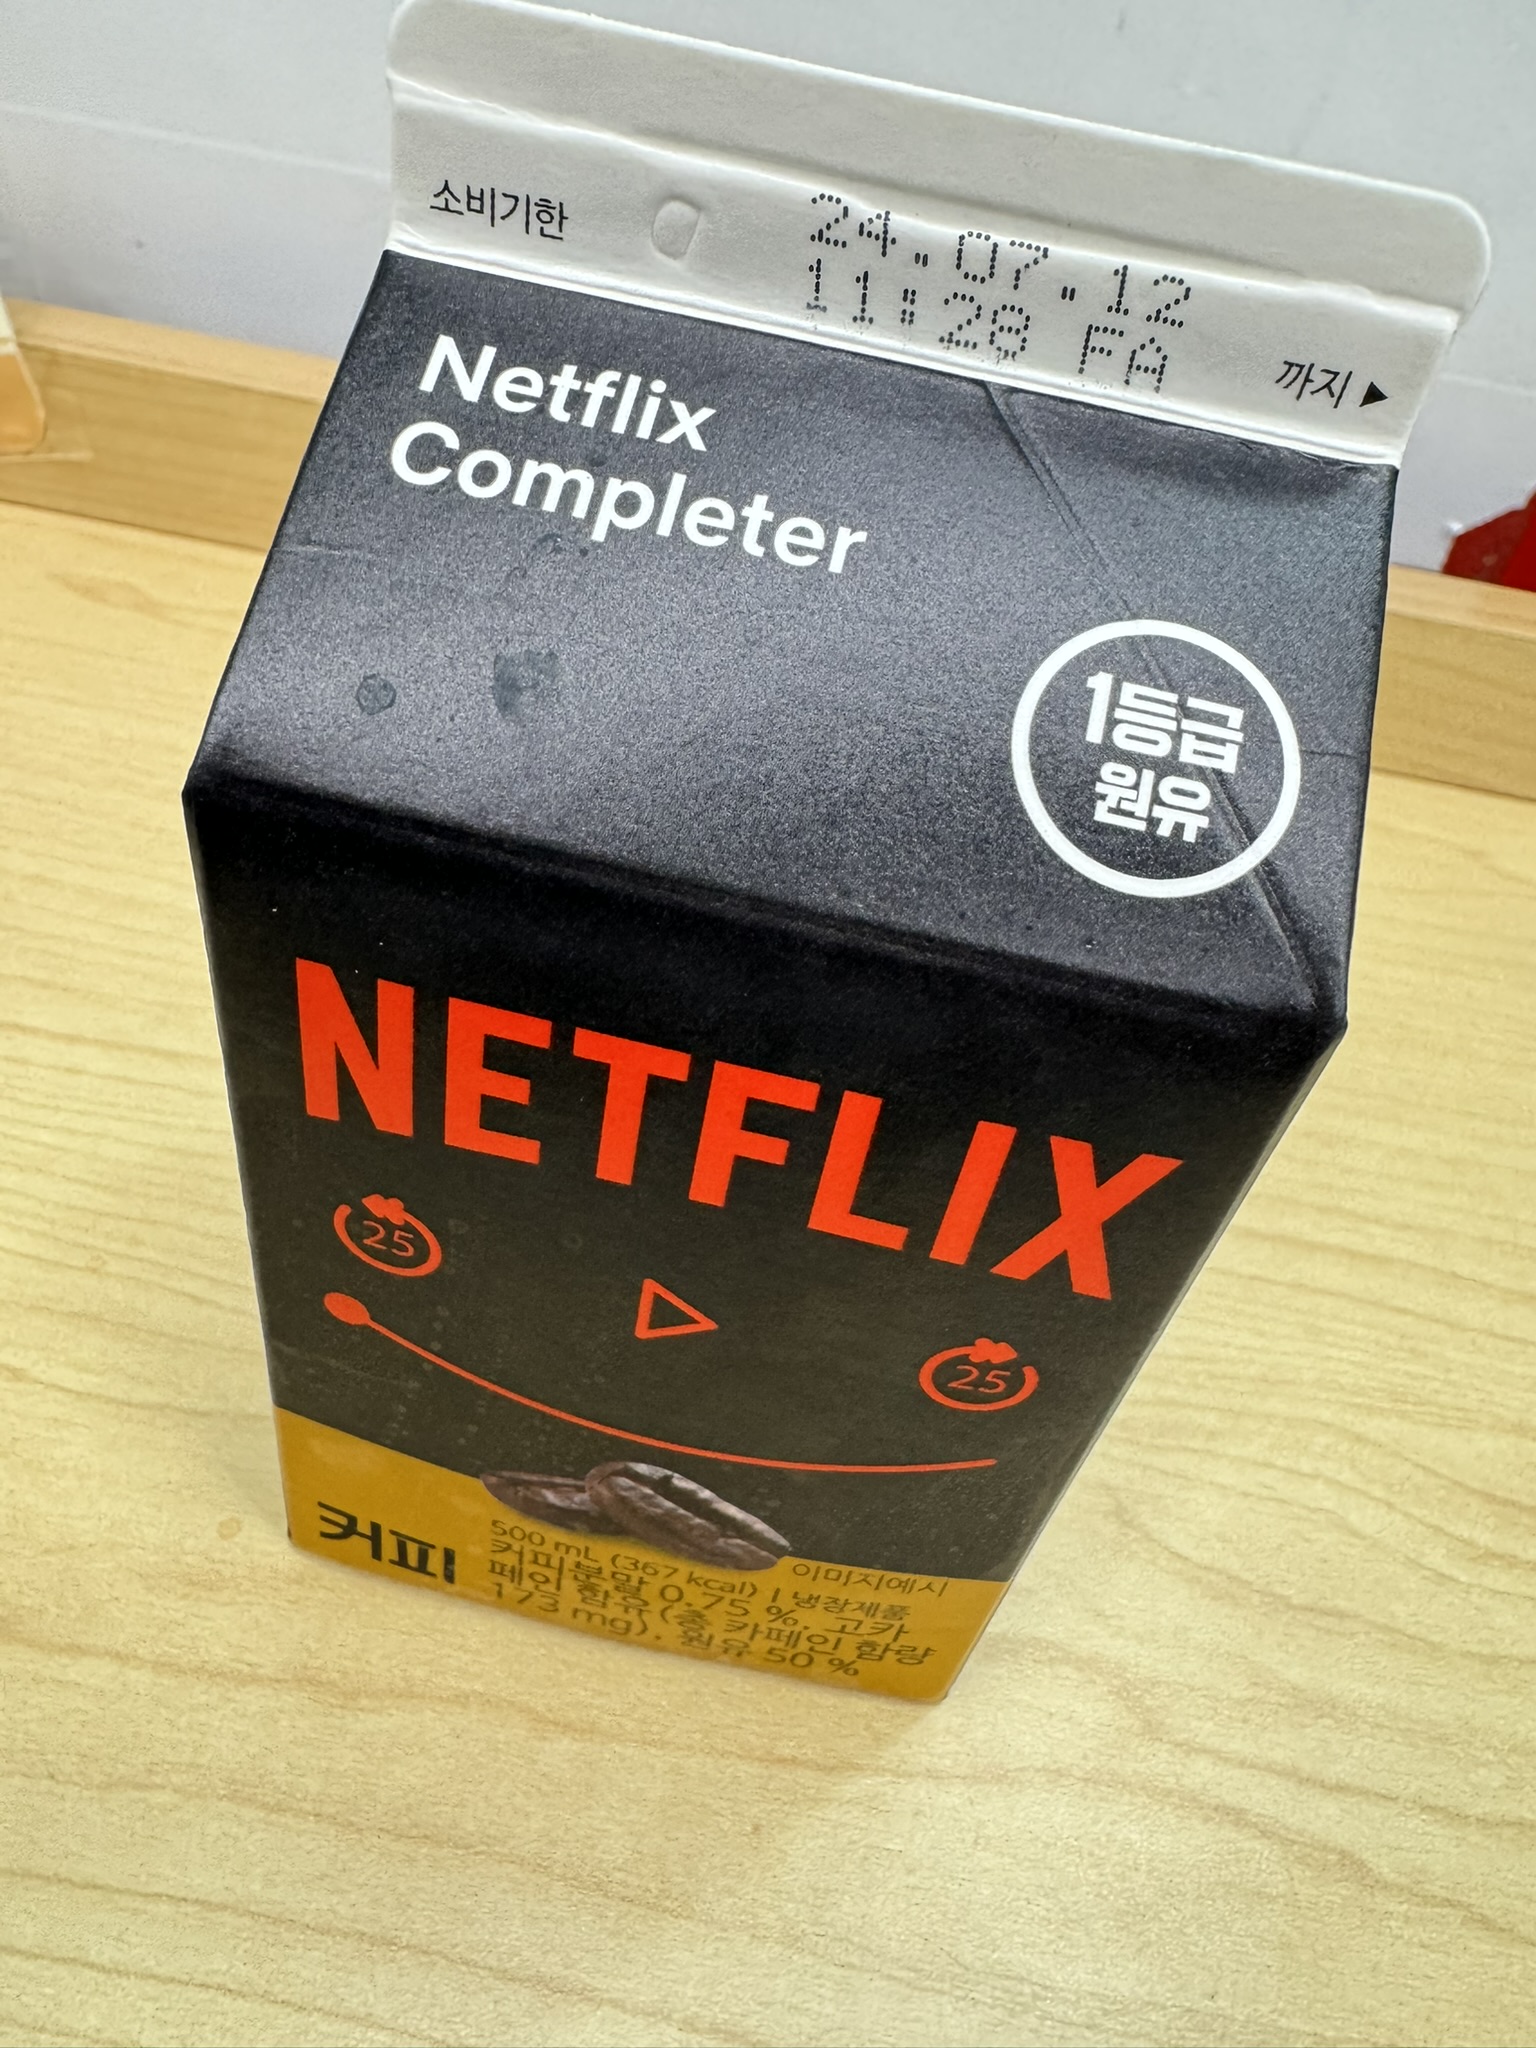 소비기한
24.07.12
11:28 FA
까지 ▶
Netflix
Completer
1등급
원유
NETFLIX
25
25
커피
500 mL (367 kcal) | 냉장제품
이미지예시
커피분말 0.75 %, 고카
페인 함유(총 카페인 함량
173 mg). 원유 50 %